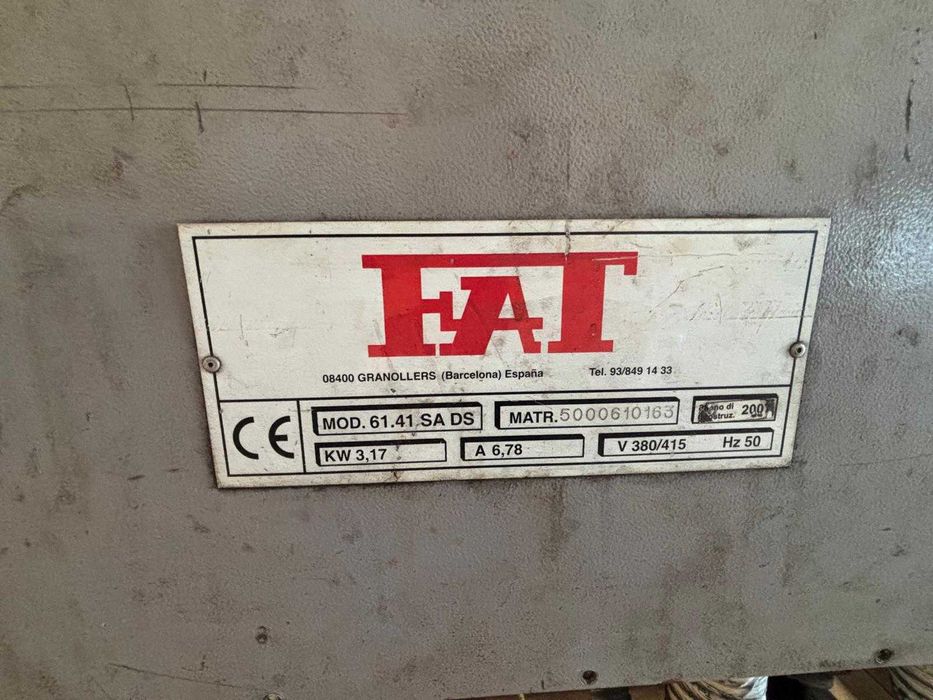 FAT
08400 GRANOLLERS (Barcelona) España Tel. 93/849 14 33
MOD. 61.41 SA DS MATR. 5000610163 di
KW 3,17 A 6,78 V 380/415 Hz 50